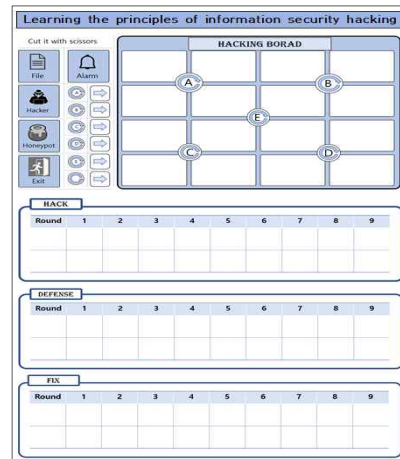 Learning the principles of information security hacking
Cut it with scissors
HACKING BORAD
File
Alarm
Hacker
Honeypot
Exit
A
B
E
C
D
HACK
Round 1 2 3 4 5 6 7 8 9
DEFENSE
Round 1 2 3 4 5 6 7 8 9
FIX
Round 1 2 3 4 5 6 7 8 9